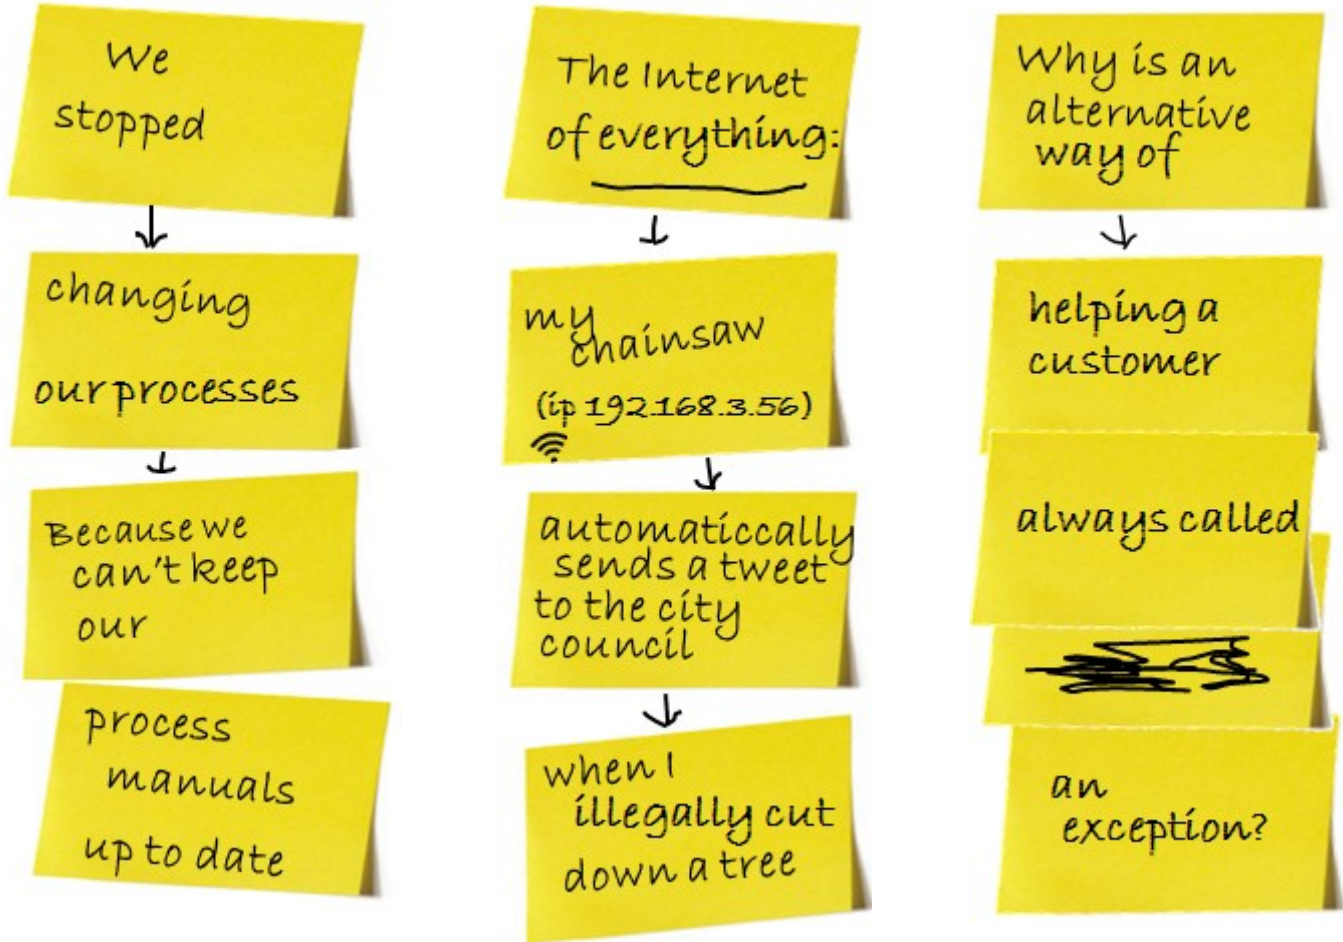 We
stopped
changing
our processes
Because we
can't keep
our
process
manuals
up to date
The Internet
of everything:
my
chainsaw
(ip 192.168.3.56)
automaticcally
sends a tweet
to the city
council
when I
illegally cut
down a tree
Why is an
alternative
way of
helping a
customer
always called
an
exception?